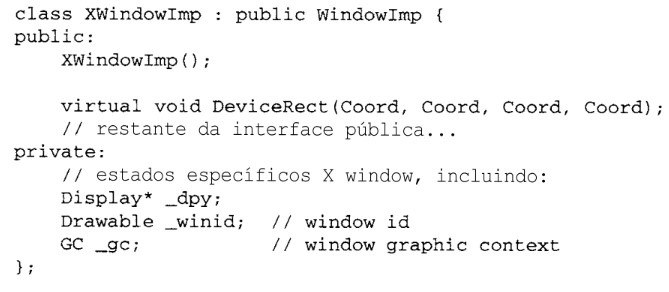 class XWindowImp : public WindowImp {
public:
    XWindowImp();

    virtual void DeviceRect(Coord, Coord, Coord, Coord);
    // restante da interface pública...
private:
    // estados específicos X window, incluindo:
    Display* _dpy;
    Drawable _winid;  // window id
    GC _gc;           // window graphic context
};